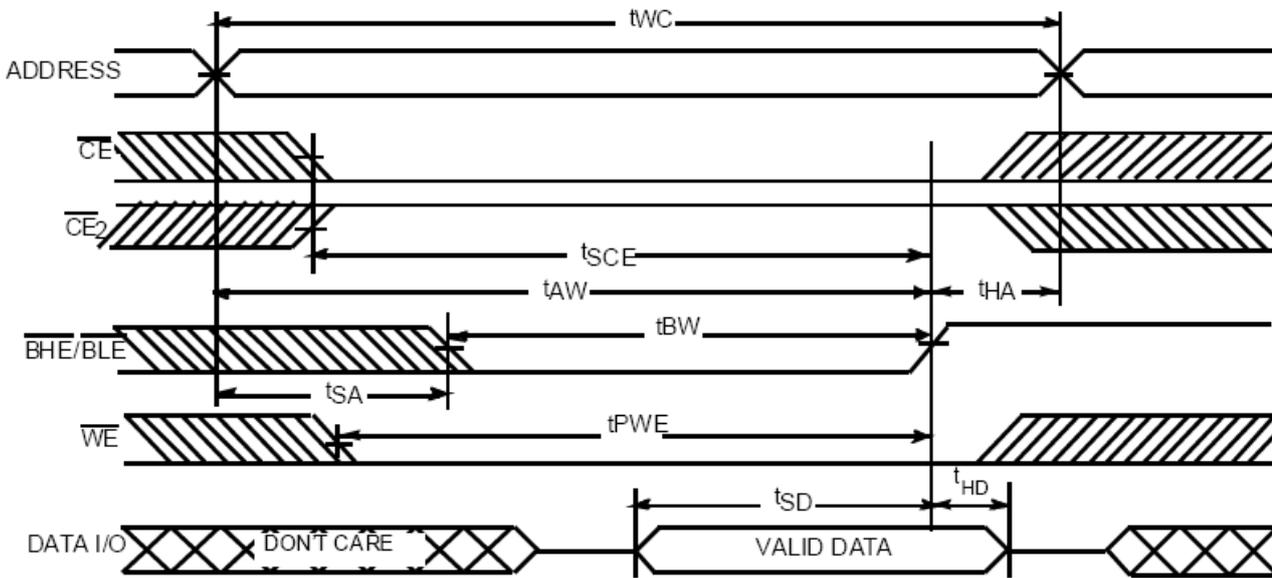 tWC
ADDRESS
CE
CE2
tSCE
tAW
tHA
BHE/BLE
tBW
tSA
WE
tPWE
tSD
tHD
DATA I/O
DON'T CARE
VALID DATA